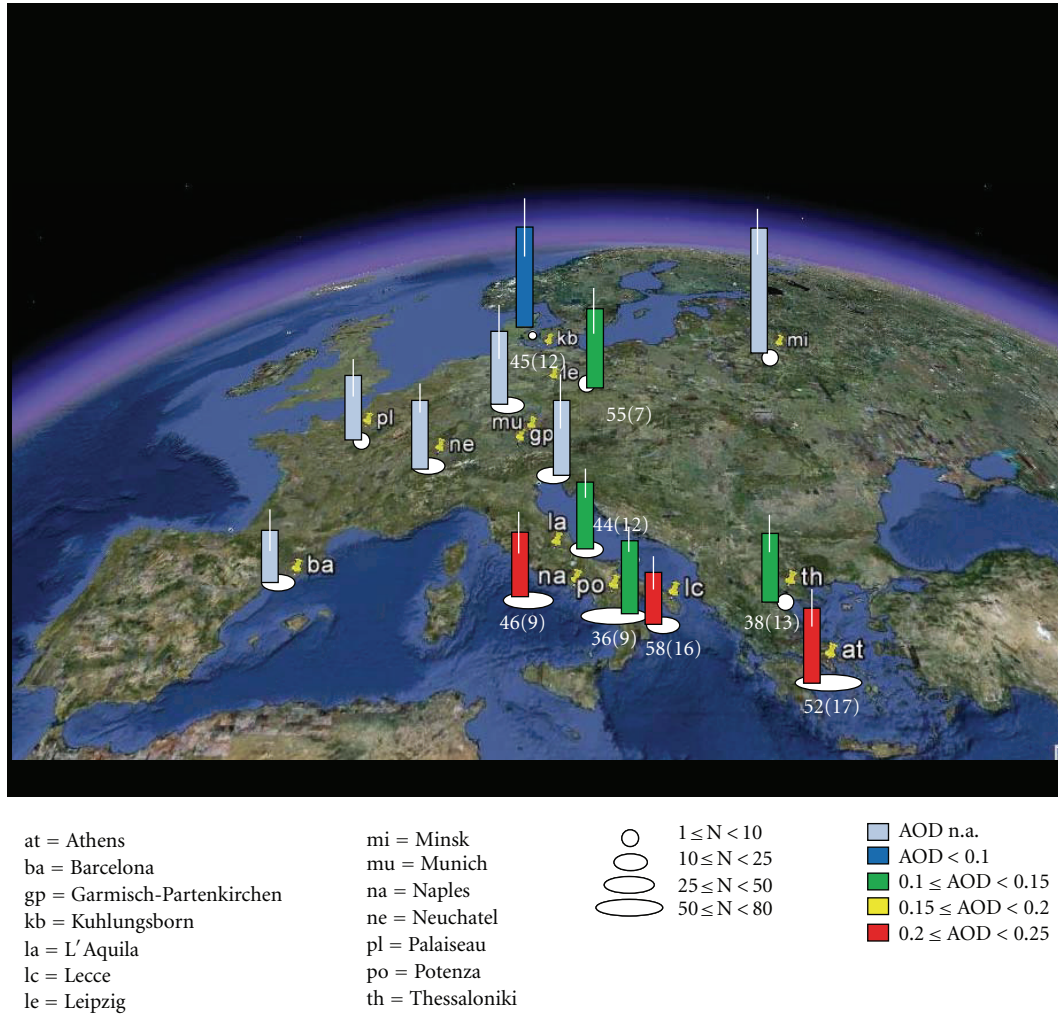 kb
mi
45(12)
le
pl
mu
gp
55(7)
ne
la
44(12)
ba
na
po
lc
th
46(9)
36(9)
58(16)
38(13)
at
52(17)
at = Athens
ba = Barcelona
gp = Garmisch-Partenkirchen
kb = Kuhlungsborn
la = L′Aquila
lc = Lecce
le = Leipzig
mi = Minsk
mu = Munich
na = Naples
ne = Neuchatel
pl = Palaiseau
po = Potenza
th = Thessaloniki
1 ≤ N < 10
10 ≤ N < 25
25 ≤ N < 50
50 ≤ N < 80
AOD n.a.
AOD < 0.1
0.1 ≤ AOD < 0.15
0.15 ≤ AOD < 0.2
0.2 ≤ AOD < 0.25